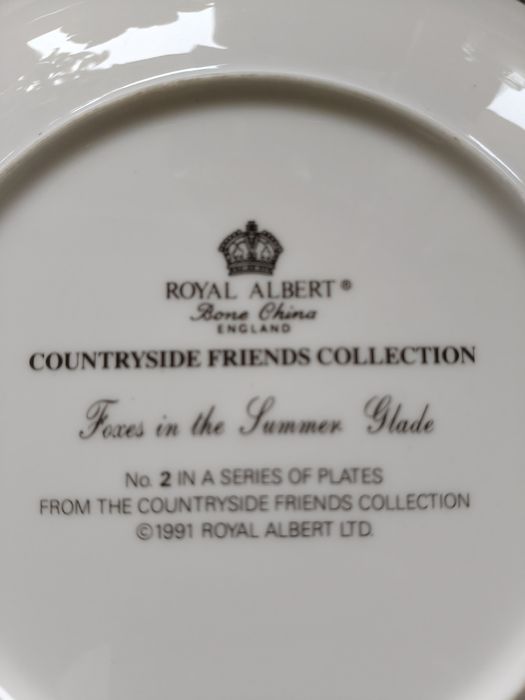 ROYAL ALBERT®
Bone China
ENGLAND
COUNTRYSIDE FRIENDS COLLECTION
Foxes in the Summer Glade
No. 2 IN A SERIES OF PLATES
FROM THE COUNTRYSIDE FRIENDS COLLECTION
©1991 ROYAL ALBERT LTD.